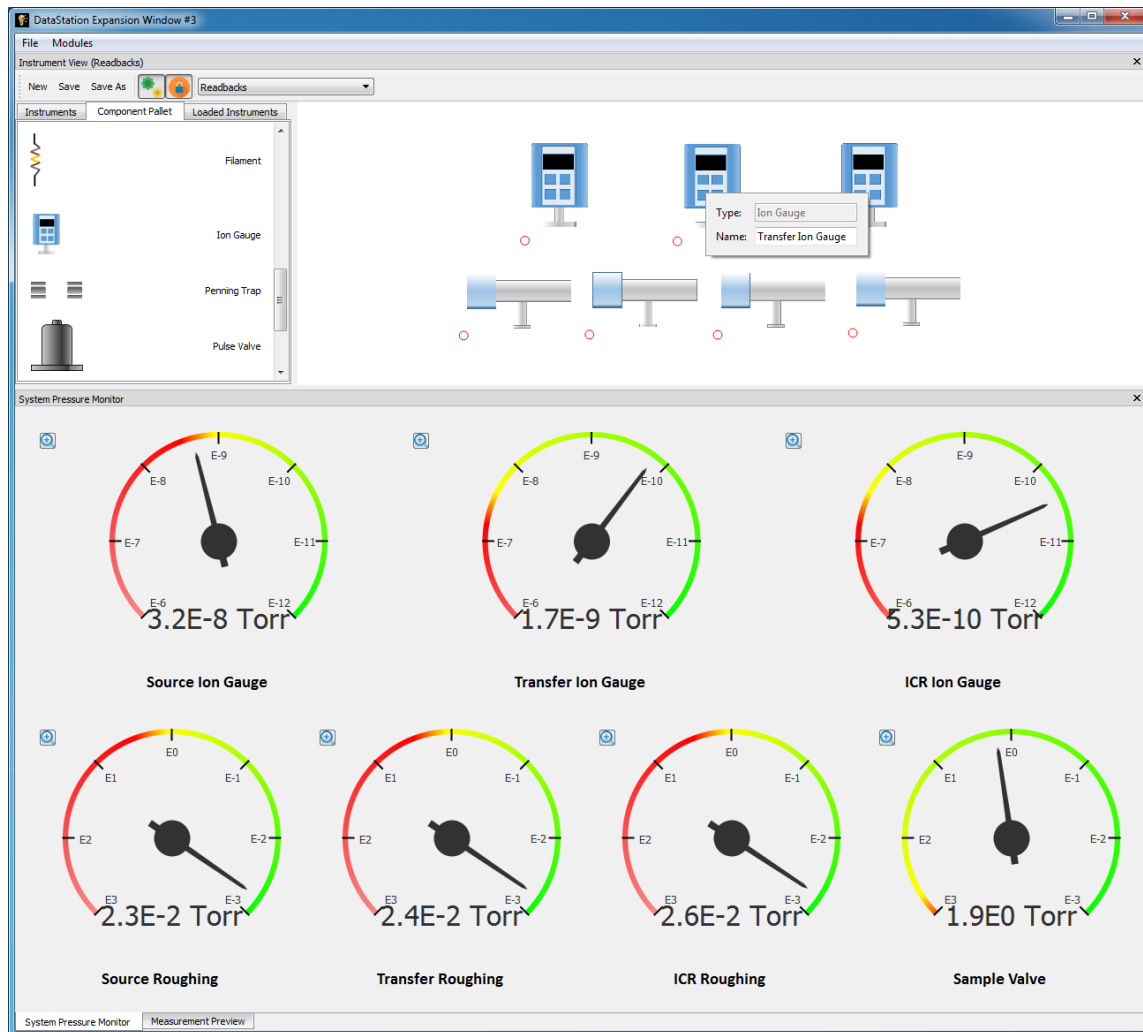 DataStation Expansion Window #3
File Modules
Instrument View (Readbacks)
New Save Save As Readbacks
Instruments Component Pallet Loaded Instruments
Filament
Ion Gauge
Penning Trap
Pulse Valve
Type: Ion Gauge
Name: Transfer Ion Gauge
System Pressure Monitor
E-6 E-7 E-8 E-9 E-10 E-11 E-12
3.2E-8 Torr
Source Ion Gauge
E-6 E-7 E-8 E-9 E-10 E-11 E-12
1.7E-9 Torr
Transfer Ion Gauge
E-6 E-7 E-8 E-9 E-10 E-11 E-12
5.3E-10 Torr
ICR Ion Gauge
E3 E2 E1 E0 E-1 E-2 E-3
2.3E-2 Torr
Source Roughing
E3 E2 E1 E0 E-1 E-2 E-3
2.4E-2 Torr
Transfer Roughing
E3 E2 E1 E0 E-1 E-2 E-3
2.6E-2 Torr
ICR Roughing
E3 E2 E1 E0 E-1 E-2 E-3
1.9E0 Torr
Sample Valve
System Pressure Monitor Measurement Preview